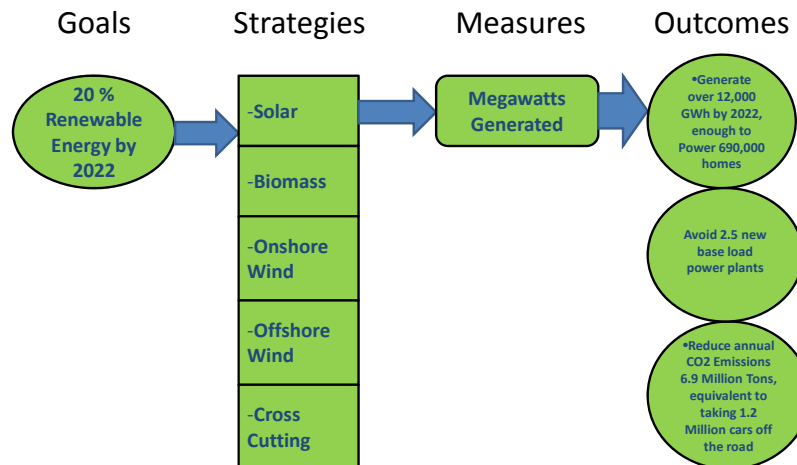 Goals
Strategies
Measures
Outcomes
20 %
Renewable
Energy by
2022
-Solar
-Biomass
-Onshore
Wind
-Offshore
Wind
-Cross
Cutting
Megawatts
Generated
•Generate
over 12,000
GWh by 2022,
enough to
Power 690,000
homes
Avoid 2.5 new
base load
power plants
•Reduce annual
CO2 Emissions
6.9 Million Tons,
equivalent to
taking 1.2
Million cars off
the road